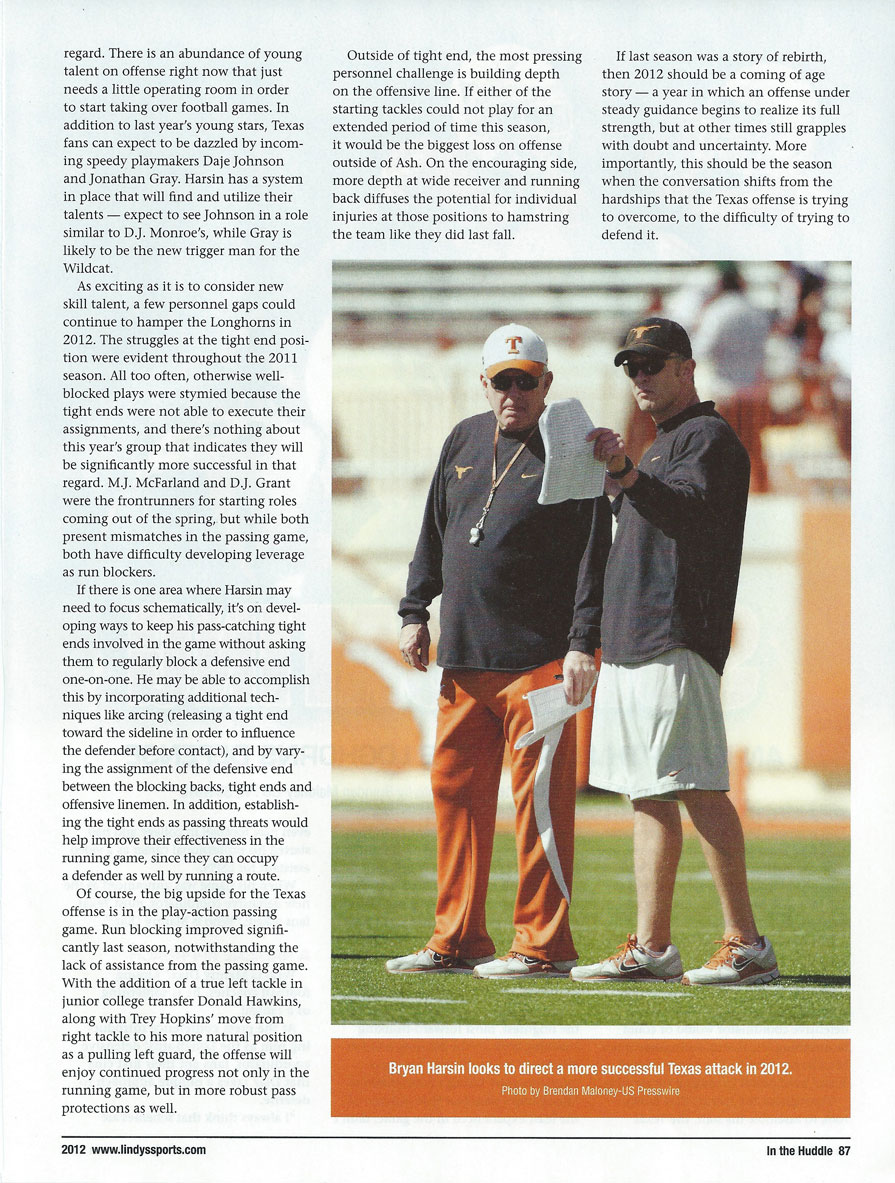 regard. There is an abundance of young
talent on offense right now that just
needs a little operating room in order
to start taking over football games. In
addition to last year's young stars, Texas
fans can expect to be dazzled by incom-
ing speedy playmakers Daje Johnson
and Jonathan Gray. Harsin has a system
in place that will find and utilize their
talents — expect to see Johnson in a role
similar to D.J. Monroe's, while Gray is
likely to be the new trigger man for the
Wildcat.
As exciting as it is to consider new
skill talent, a few personnel gaps could
continue to hamper the Longhorns in
2012. The struggles at the tight end posi-
tion were evident throughout the 2011
season. All too often, otherwise well-
blocked plays were stymied because the
tight ends were not able to execute their
assignments, and there's nothing about
this year's group that indicates they will
be significantly more successful in that
regard. M.J. McFarland and D.J. Grant
were the frontrunners for starting roles
coming out of the spring, but while both
present mismatches in the passing game,
both have difficulty developing leverage
as run blockers.
If there is one area where Harsin may
need to focus schematically, it's on devel-
oping ways to keep his pass-catching tight
ends involved in the game without asking
them to regularly block a defensive end
one-on-one. He may be able to accomplish
this by incorporating additional tech-
niques like arcing (releasing a tight end
toward the sideline in order to influence
the defender before contact), and by vary-
ing the assignment of the defensive end
between the blocking backs, tight ends and
offensive linemen. In addition, establish-
ing the tight ends as passing threats would
help improve their effectiveness in the
running game, since they can occupy
a defender as well by running a route.
Of course, the big upside for the Texas
offense is in the play-action passing
game. Run blocking improved signifi-
cantly last season, notwithstanding the
lack of assistance from the passing game.
With the addition of a true left tackle in
junior college transfer Donald Hawkins,
along with Trey Hopkins' move from
right tackle to his more natural position
as a pulling left guard, the offense will
enjoy continued progress not only in the
running game, but in more robust pass
protections as well.
Outside of tight end, the most pressing
personnel challenge is building depth
on the offensive line. If either of the
starting tackles could not play for an
extended period of time this season,
it would be the biggest loss on offense
outside of Ash. On the encouraging side,
more depth at wide receiver and running
back diffuses the potential for individual
injuries at those positions to hamstring
the team like they did last fall.
If last season was a story of rebirth,
then 2012 should be a coming of age
story — a year in which an offense under
steady guidance begins to realize its full
strength, but at other times still grapples
with doubt and uncertainty. More
importantly, this should be the season
when the conversation shifts from the
hardships that the Texas offense is trying
to overcome, to the difficulty of trying to
defend it.
T
Bryan Harsin looks to direct a more successful Texas attack in 2012.
Photo by Brendan Maloney-US Presswire
2012 www.lindyssports.com
In the Huddle 87